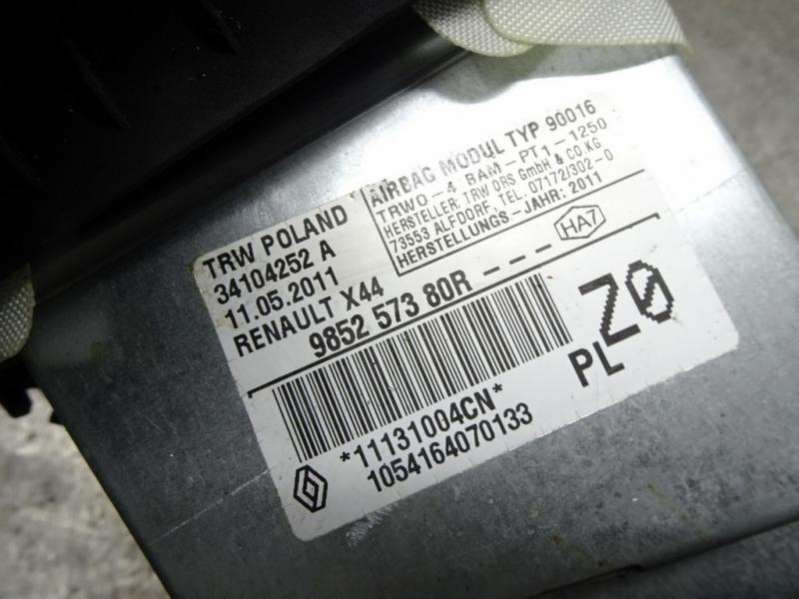 TRW POLAND
34104252 A
11.05.2011
RENAULT X44
AIRBAG MODUL TYP 90016
TRWO-4 BAM-PT1-1250
HERSTELLER: TRW ORS GmbH & CO KG
73553 ALFDORF, TEL. 07172/302-0
HERSTELLUNGS-JAHR: 2011
HA7
9852 573 80R---
Z0
PL
*11131004CN*
1054164070133